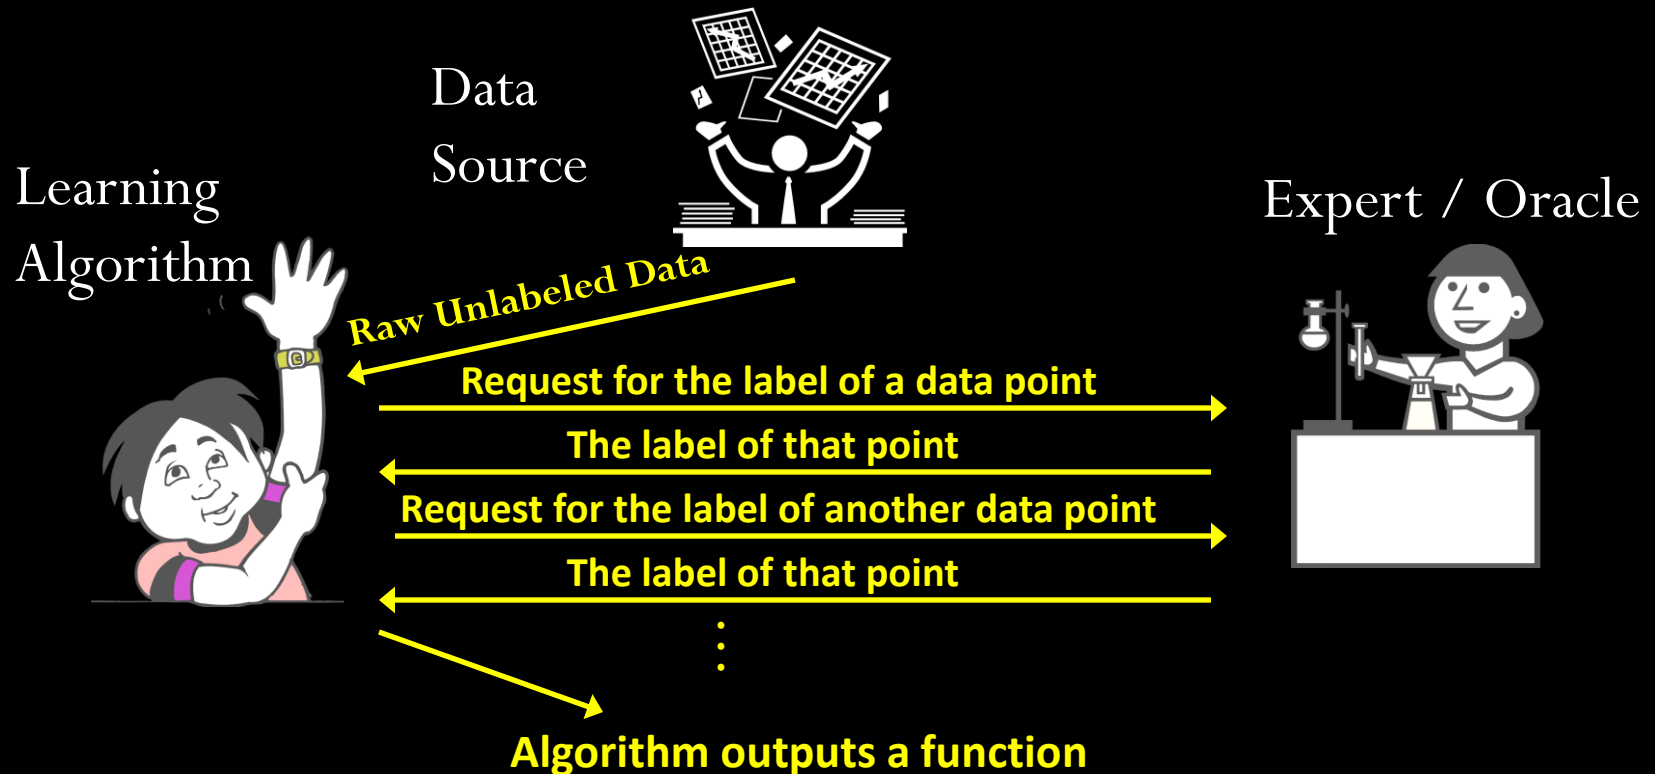 Data
Source
Learning
Algorithm
Expert / Oracle
Raw Unlabeled Data
Request for the label of a data point
The label of that point
Request for the label of another data point
The label of that point
⋮
Algorithm outputs a function